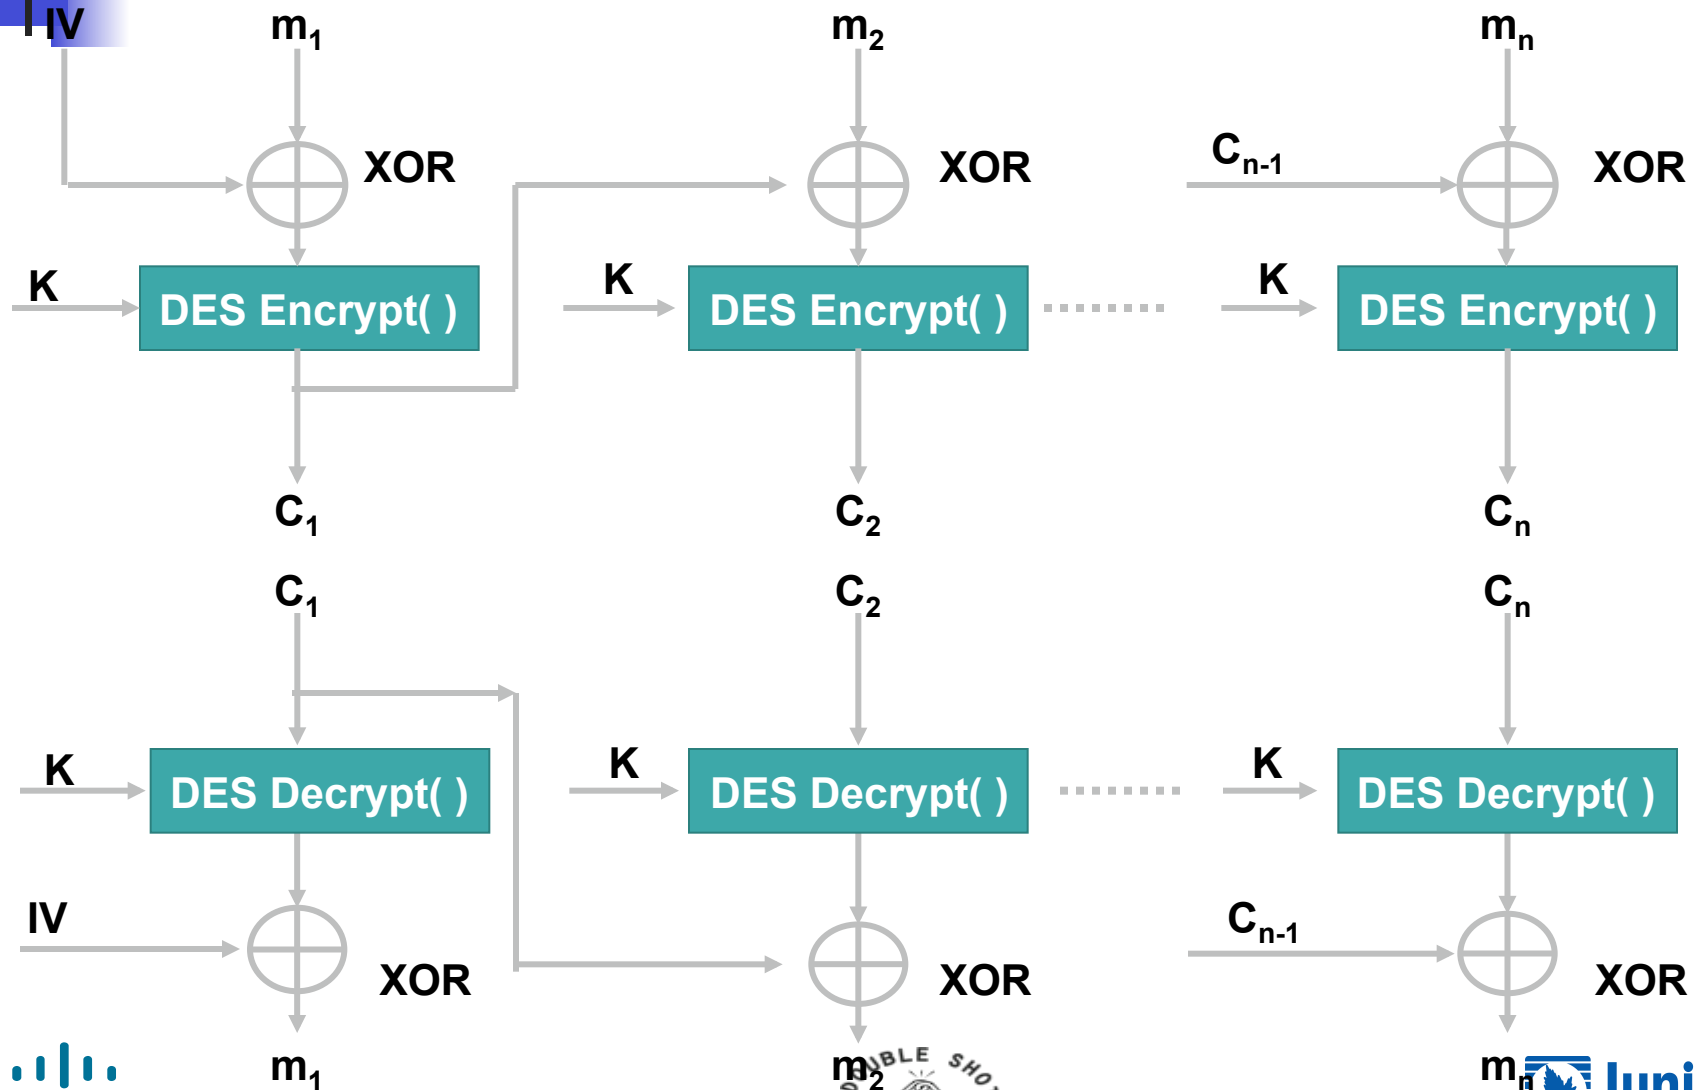 IV m₁ m₂ mₙ
XOR XOR Cₙ₋₁ XOR
K K K
DES Encrypt( ) DES Encrypt( ) DES Encrypt( )
C₁ C₂ Cₙ
C₁ C₂ Cₙ
K K K
DES Decrypt( ) DES Decrypt( ) DES Decrypt( )
IV Cₙ₋₁
XOR XOR XOR
m₁ m₂ mₙ